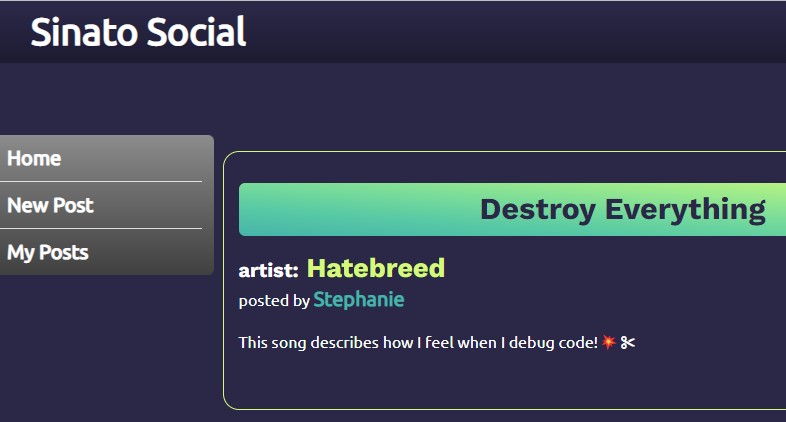 Sinato Social
Home
New Post
My Posts
Destroy Everything
artist: Hatebreed
posted by Stephanie
This song describes how I feel when I debug code! 💥 ✂